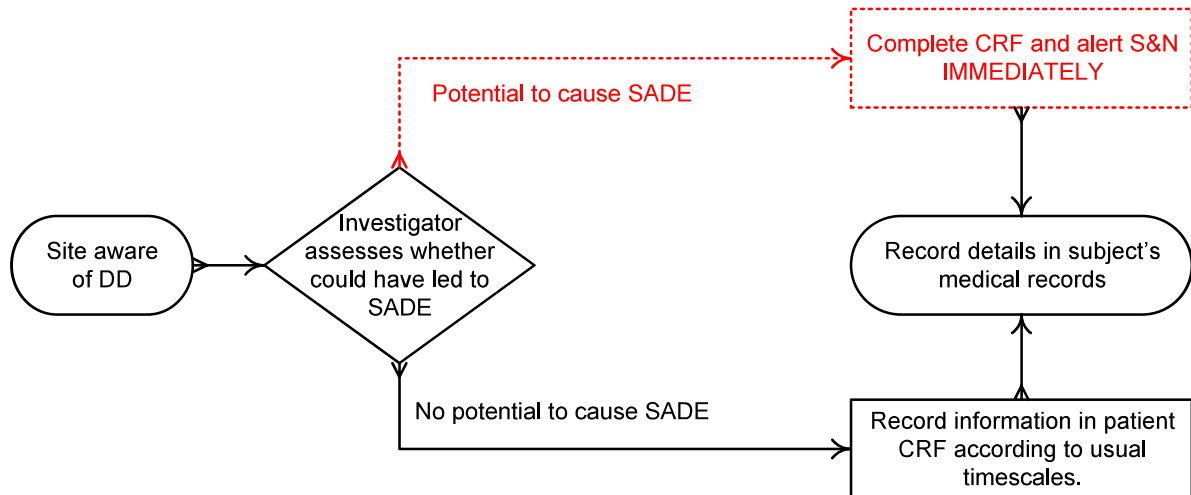 Complete CRF and alert S&N
IMMEDIATELY
Potential to cause SADE
Site aware
of DD
Investigator
assesses whether
could have led to
SADE
Record details in subject's
medical records
No potential to cause SADE
Record information in patient
CRF according to usual
timescales.